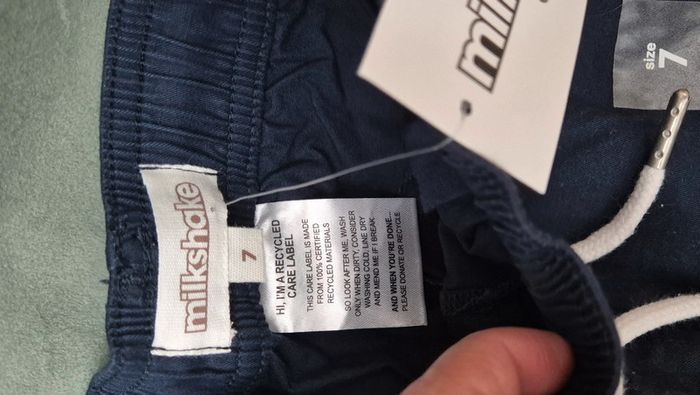 milkshake
7
HI, I'M A RECYCLED
CARE LABEL
THIS CARE LABEL IS MADE
FROM 100% CERTIFIED
RECYCLED MATERIALS
SO LOOK AFTER ME, WASH
ONLY WHEN DIRTY, CONSIDER
WASHING COLD, LINE DRY
AND MEND ME IF I BREAK
AND WHEN YOU'RE DONE...
PLEASE DONATE OR RECYCLE
mil
size
7